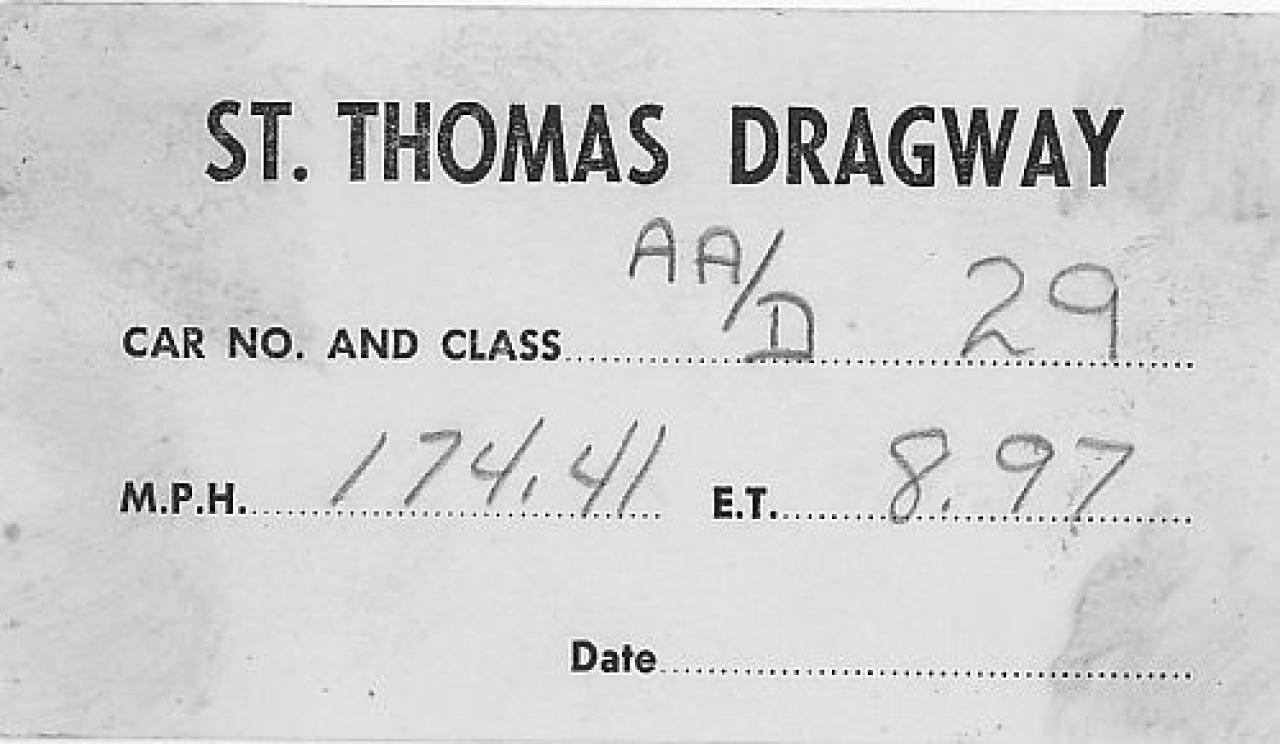 ST. THOMAS DRAGWAY
CAR NO. AND CLASS AA/D 29
M.P.H. 174.41 E.T. 8.97
Date